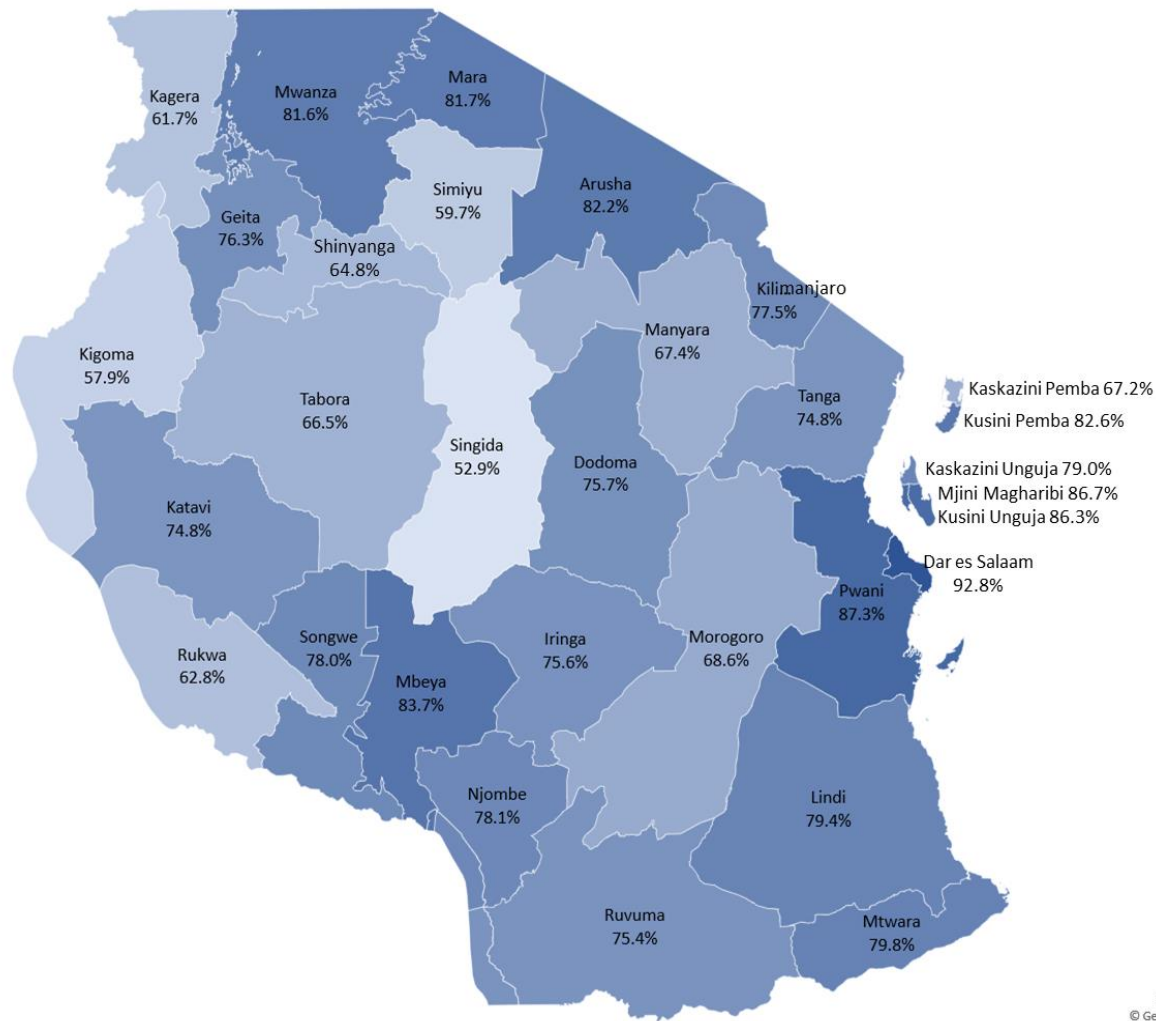 Mara
81.7%
Mwanza
81.6%
Kagera
61.7%
Simiyu
59.7%
Arusha
82.2%
Geita
76.3%
Shinyanga
64.8%
Kilimanjaro
77.5%
Manyara
67.4%
Kigoma
57.9%
Tabora
66.5%
Tanga
74.8%
Kaskazini Pemba 67.2%
Kusini Pemba 82.6%
Singida
52.9%
Dodoma
75.7%
Kaskazini Unguja 79.0%
Mjini Magharibi 86.7%
Kusini Unguja 86.3%
Katavi
74.8%
Dar es Salaam
92.8%
Pwani
87.3%
Songwe
78.0%
Iringa
75.6%
Morogoro
68.6%
Rukwa
62.8%
Mbeya
83.7%
Njombe
78.1%
Lindi
79.4%
Ruvuma
75.4%
Mtwara
79.8%
© Ge